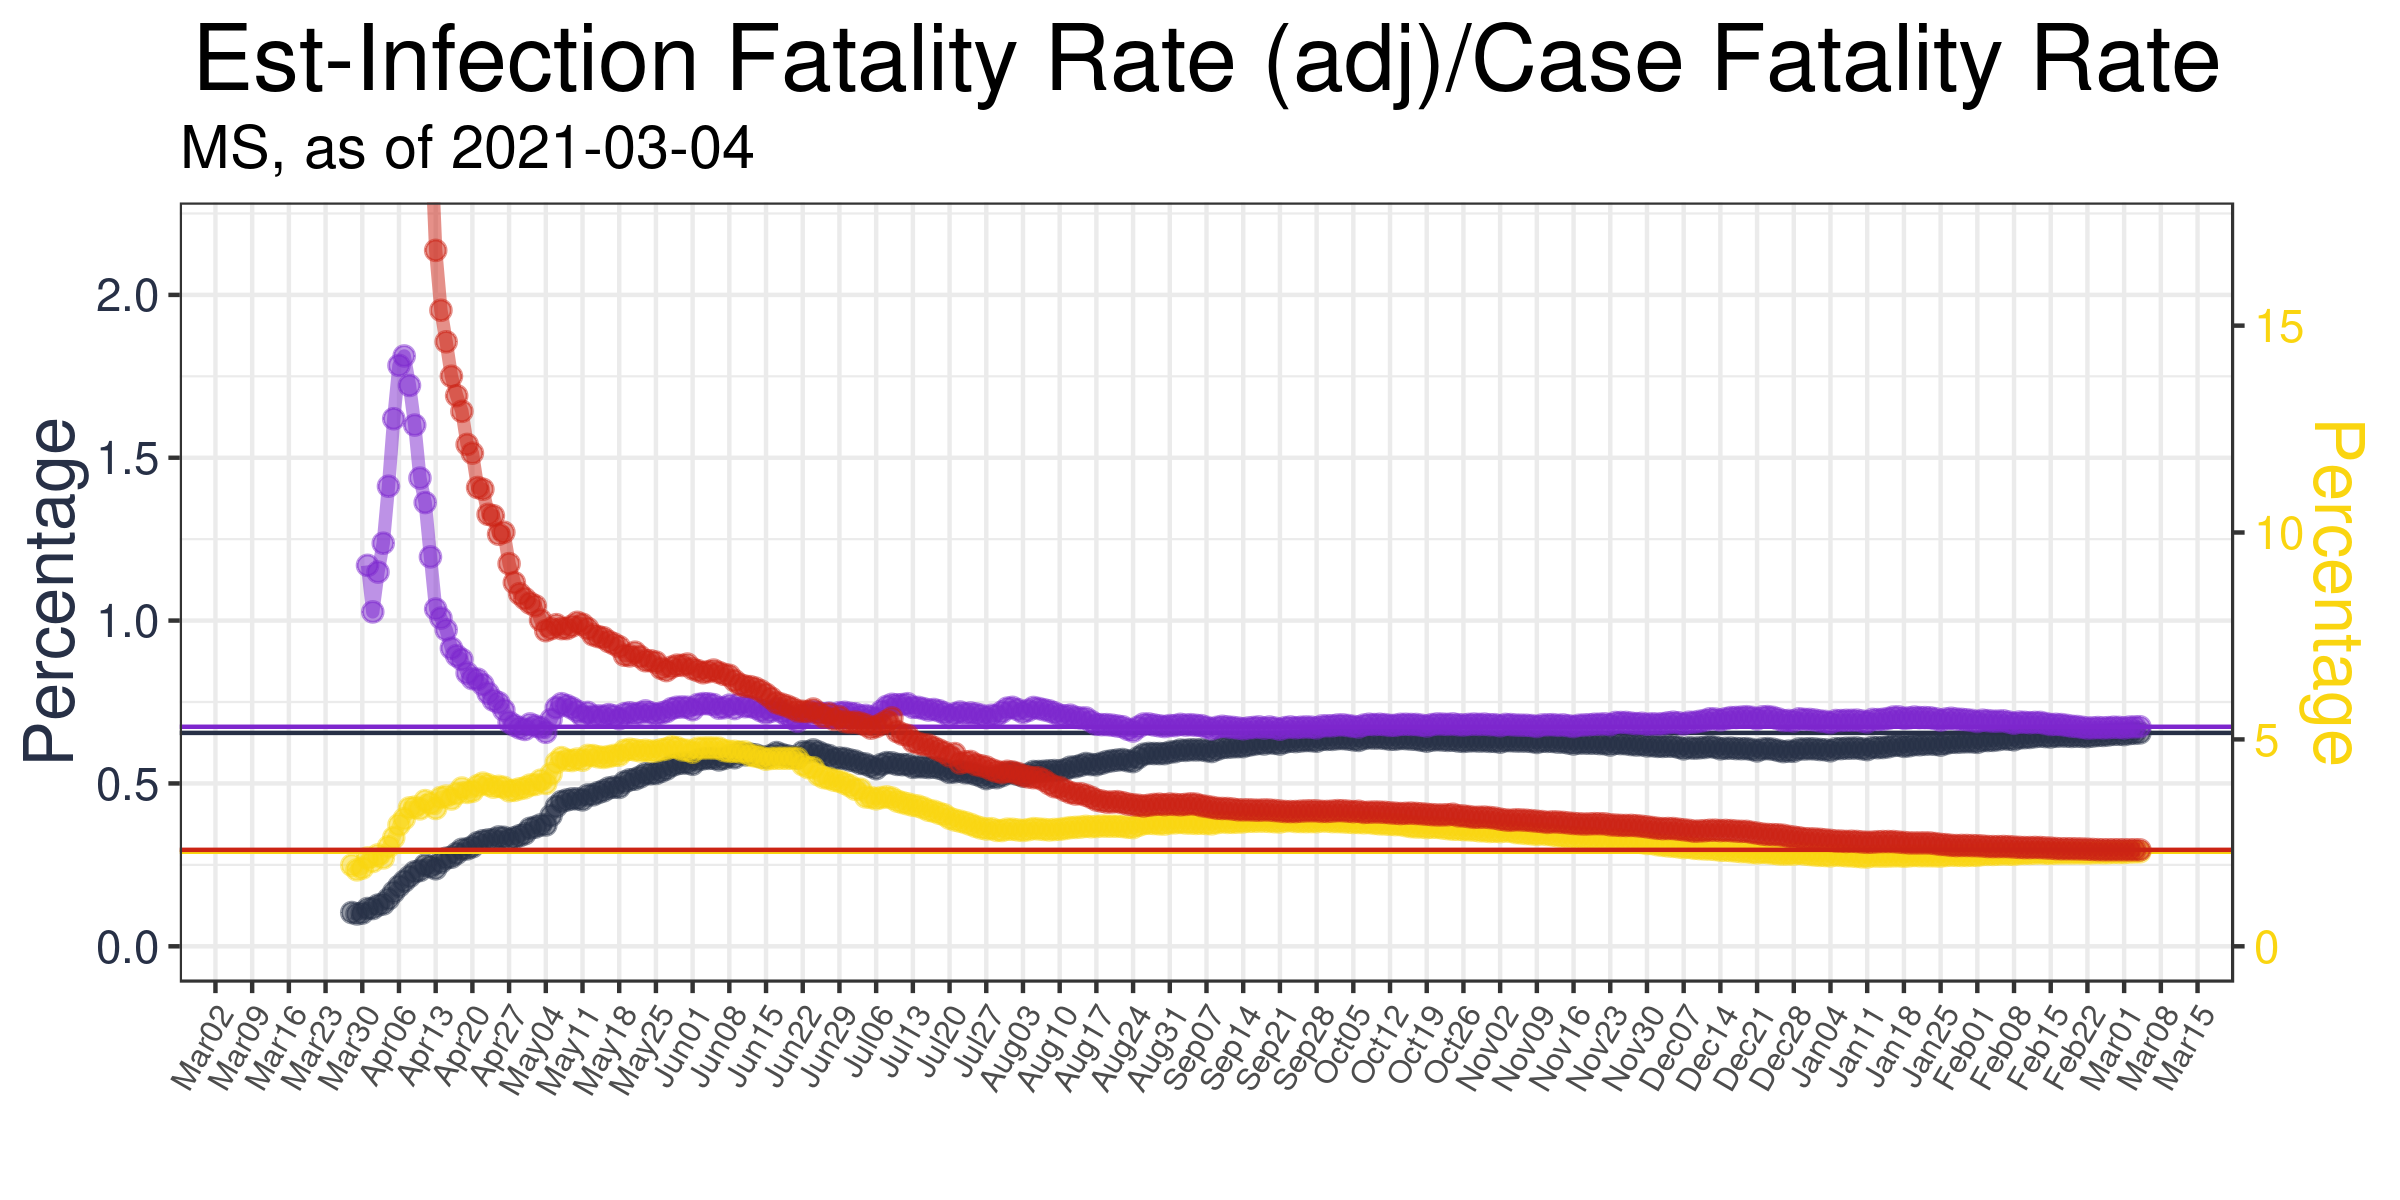 Est-Infection Fatality Rate (adj)/Case Fatality Rate
MS, as of 2021-03-04
Percentage
2.0
1.5
1.0
0.5
0.0
15
10
5
0
Percentage
Mar02
Mar09
Mar16
Mar23
Mar30
Apr06
Apr13
Apr20
Apr27
May04
May11
May18
May25
Jun01
Jun08
Jun15
Jun22
Jun29
Jul06
Jul13
Jul20
Jul27
Aug03
Aug10
Aug17
Aug24
Aug31
Sep07
Sep14
Sep21
Sep28
Oct05
Oct12
Oct19
Oct26
Nov02
Nov09
Nov16
Nov23
Nov30
Dec07
Dec14
Dec21
Dec28
Jan04
Jan11
Jan18
Jan25
Feb01
Feb08
Feb15
Feb22
Mar01
Mar08
Mar15